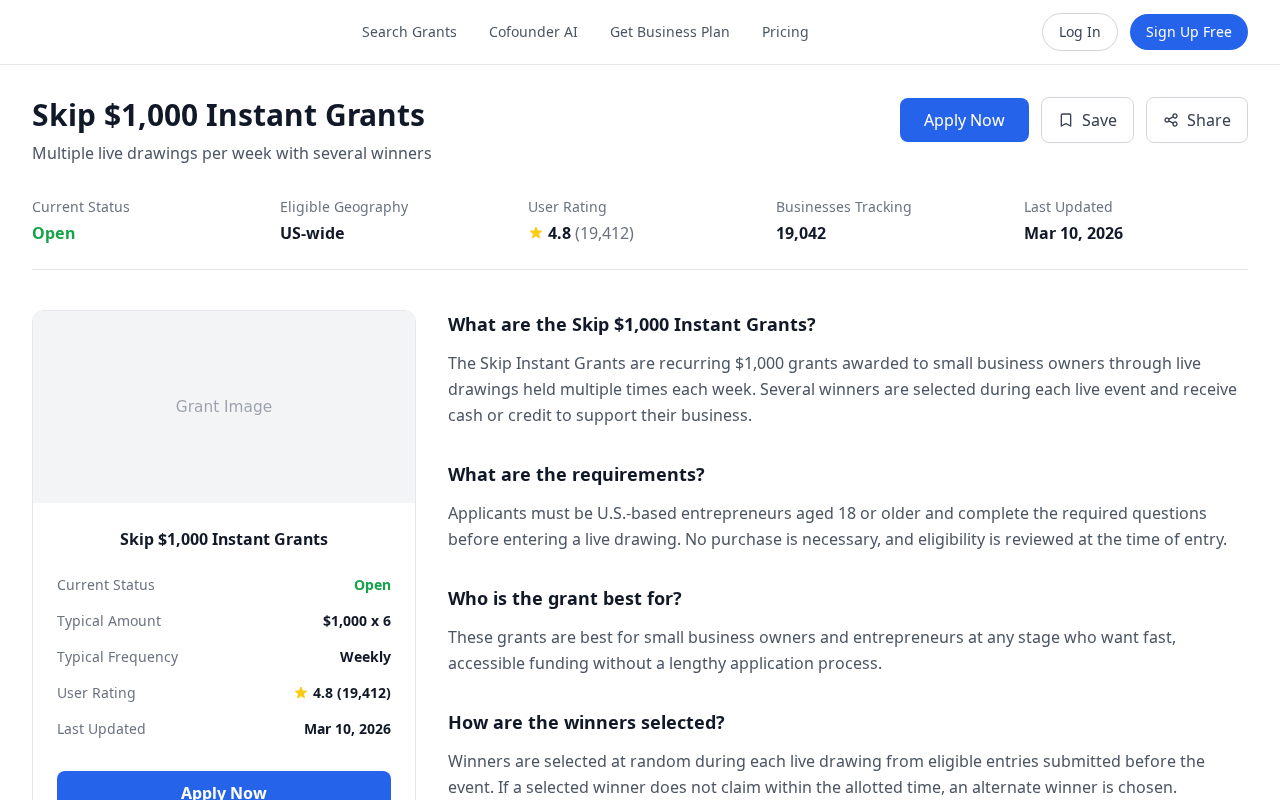 Search Grants
Cofounder AI
Get Business Plan
Pricing
Log In
Sign Up Free
Skip $1,000 Instant Grants
Multiple live drawings per week with several winners
Apply Now
Save
Share
Current Status
Open
Eligible Geography
US-wide
User Rating
4.8 (19,412)
Businesses Tracking
19,042
Last Updated
Mar 10, 2026
Grant Image
Skip $1,000 Instant Grants
Current Status Open
Typical Amount $1,000 x 6
Typical Frequency Weekly
User Rating 4.8 (19,412)
Last Updated Mar 10, 2026
Apply Now
What are the Skip $1,000 Instant Grants?
The Skip Instant Grants are recurring $1,000 grants awarded to small business owners through live
drawings held multiple times each week. Several winners are selected during each live event and receive
cash or credit to support their business.
What are the requirements?
Applicants must be U.S.-based entrepreneurs aged 18 or older and complete the required questions
before entering a live drawing. No purchase is necessary, and eligibility is reviewed at the time of entry.
Who is the grant best for?
These grants are best for small business owners and entrepreneurs at any stage who want fast,
accessible funding without a lengthy application process.
How are the winners selected?
Winners are selected at random during each live drawing from eligible entries submitted before the
event. If a selected winner does not claim within the allotted time, an alternate winner is chosen.